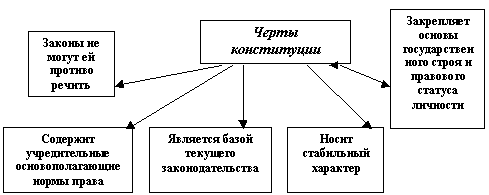 Черты
конституции
Законы не
могут ей
противо
речить
Закрепляет
основы
государствен
ного строя и
правового
статуса
личности
Содержит
учредительные
основополагающие
нормы права
Является базой
текущего
законодательства
Носит
стабильный
характер